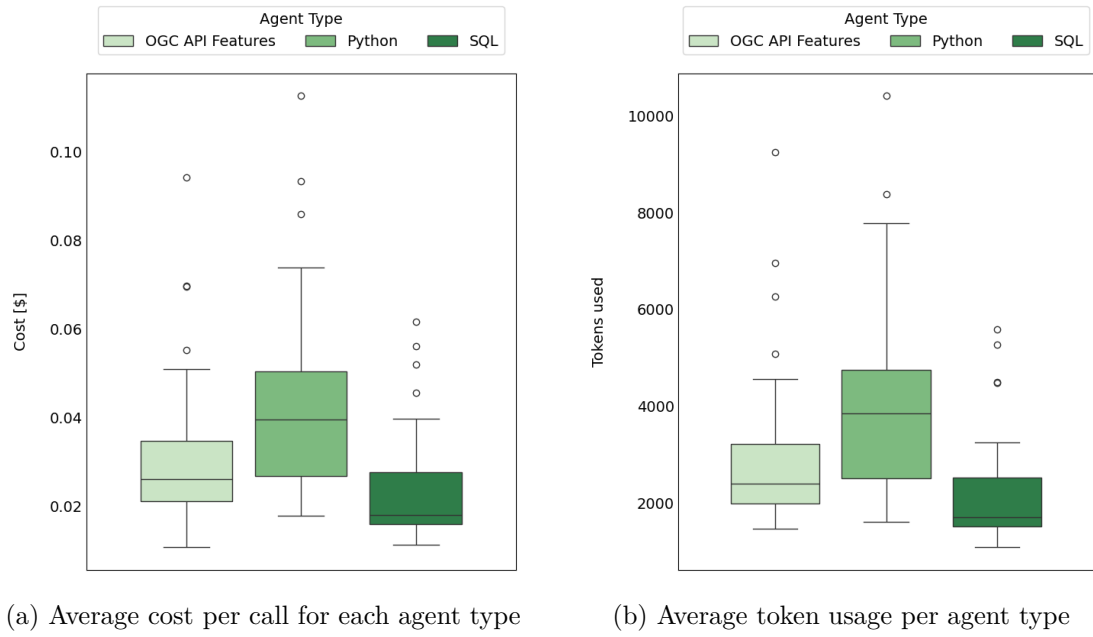 Agent Type
OGC API Features Python SQL
0.10
0.08
0.06
0.04
0.02
Cost [$]
(a) Average cost per call for each agent type
Agent Type
OGC API Features Python SQL
10000
8000
6000
4000
2000
Tokens used
(b) Average token usage per agent type